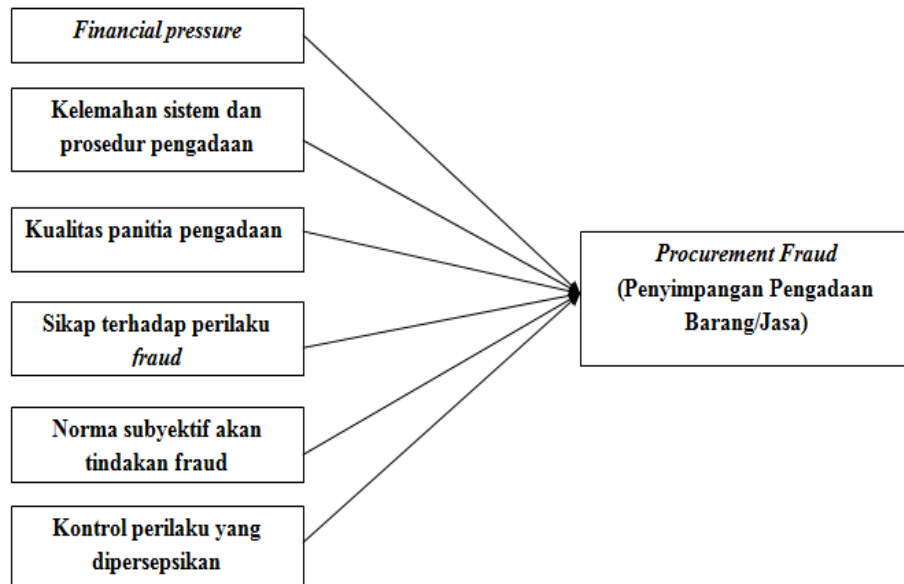 Financial pressure
Kelemahan sistem dan
prosedur pengadaan
Kualitas panitia pengadaan
Sikap terhadap perilaku
fraud
Norma subyektif akan
tindakan fraud
Kontrol perilaku yang
dipersepsikan
Procurement Fraud
(Penyimpangan Pengadaan
Barang/Jasa)